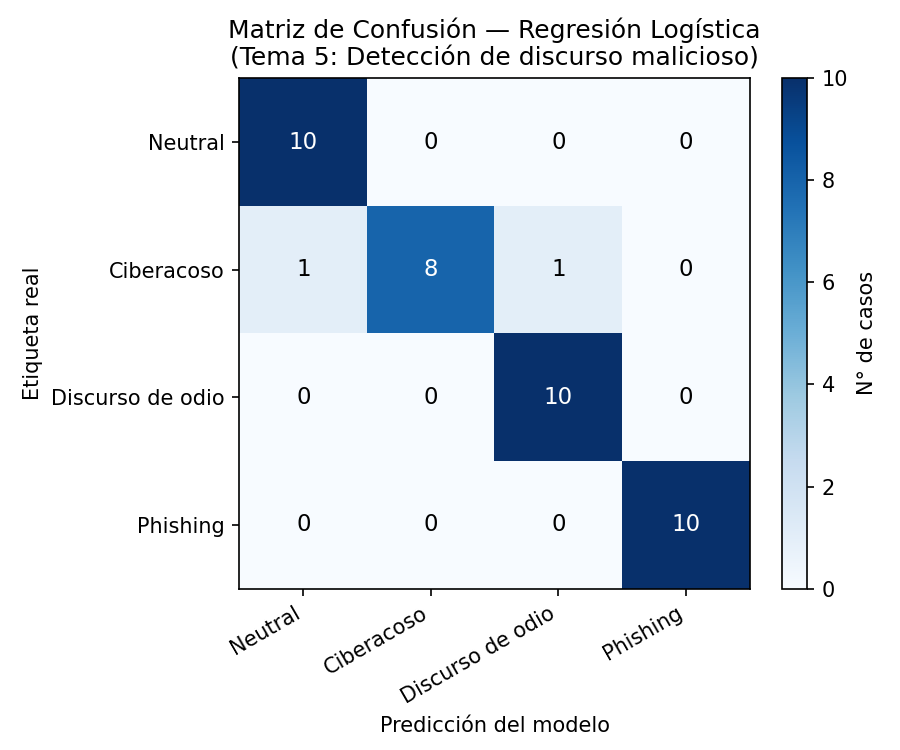 Matriz de Confusión — Regresión Logística
(Tema 5: Detección de discurso malicioso)
Etiqueta real
Neutral 10 0 0 0
Ciberacoso 1 8 1 0
Discurso de odio 0 0 10 0
Phishing 0 0 0 10
Neutral Ciberacoso Discurso de odio Phishing
Predicción del modelo
10
8
6
4
2
0
N° de casos